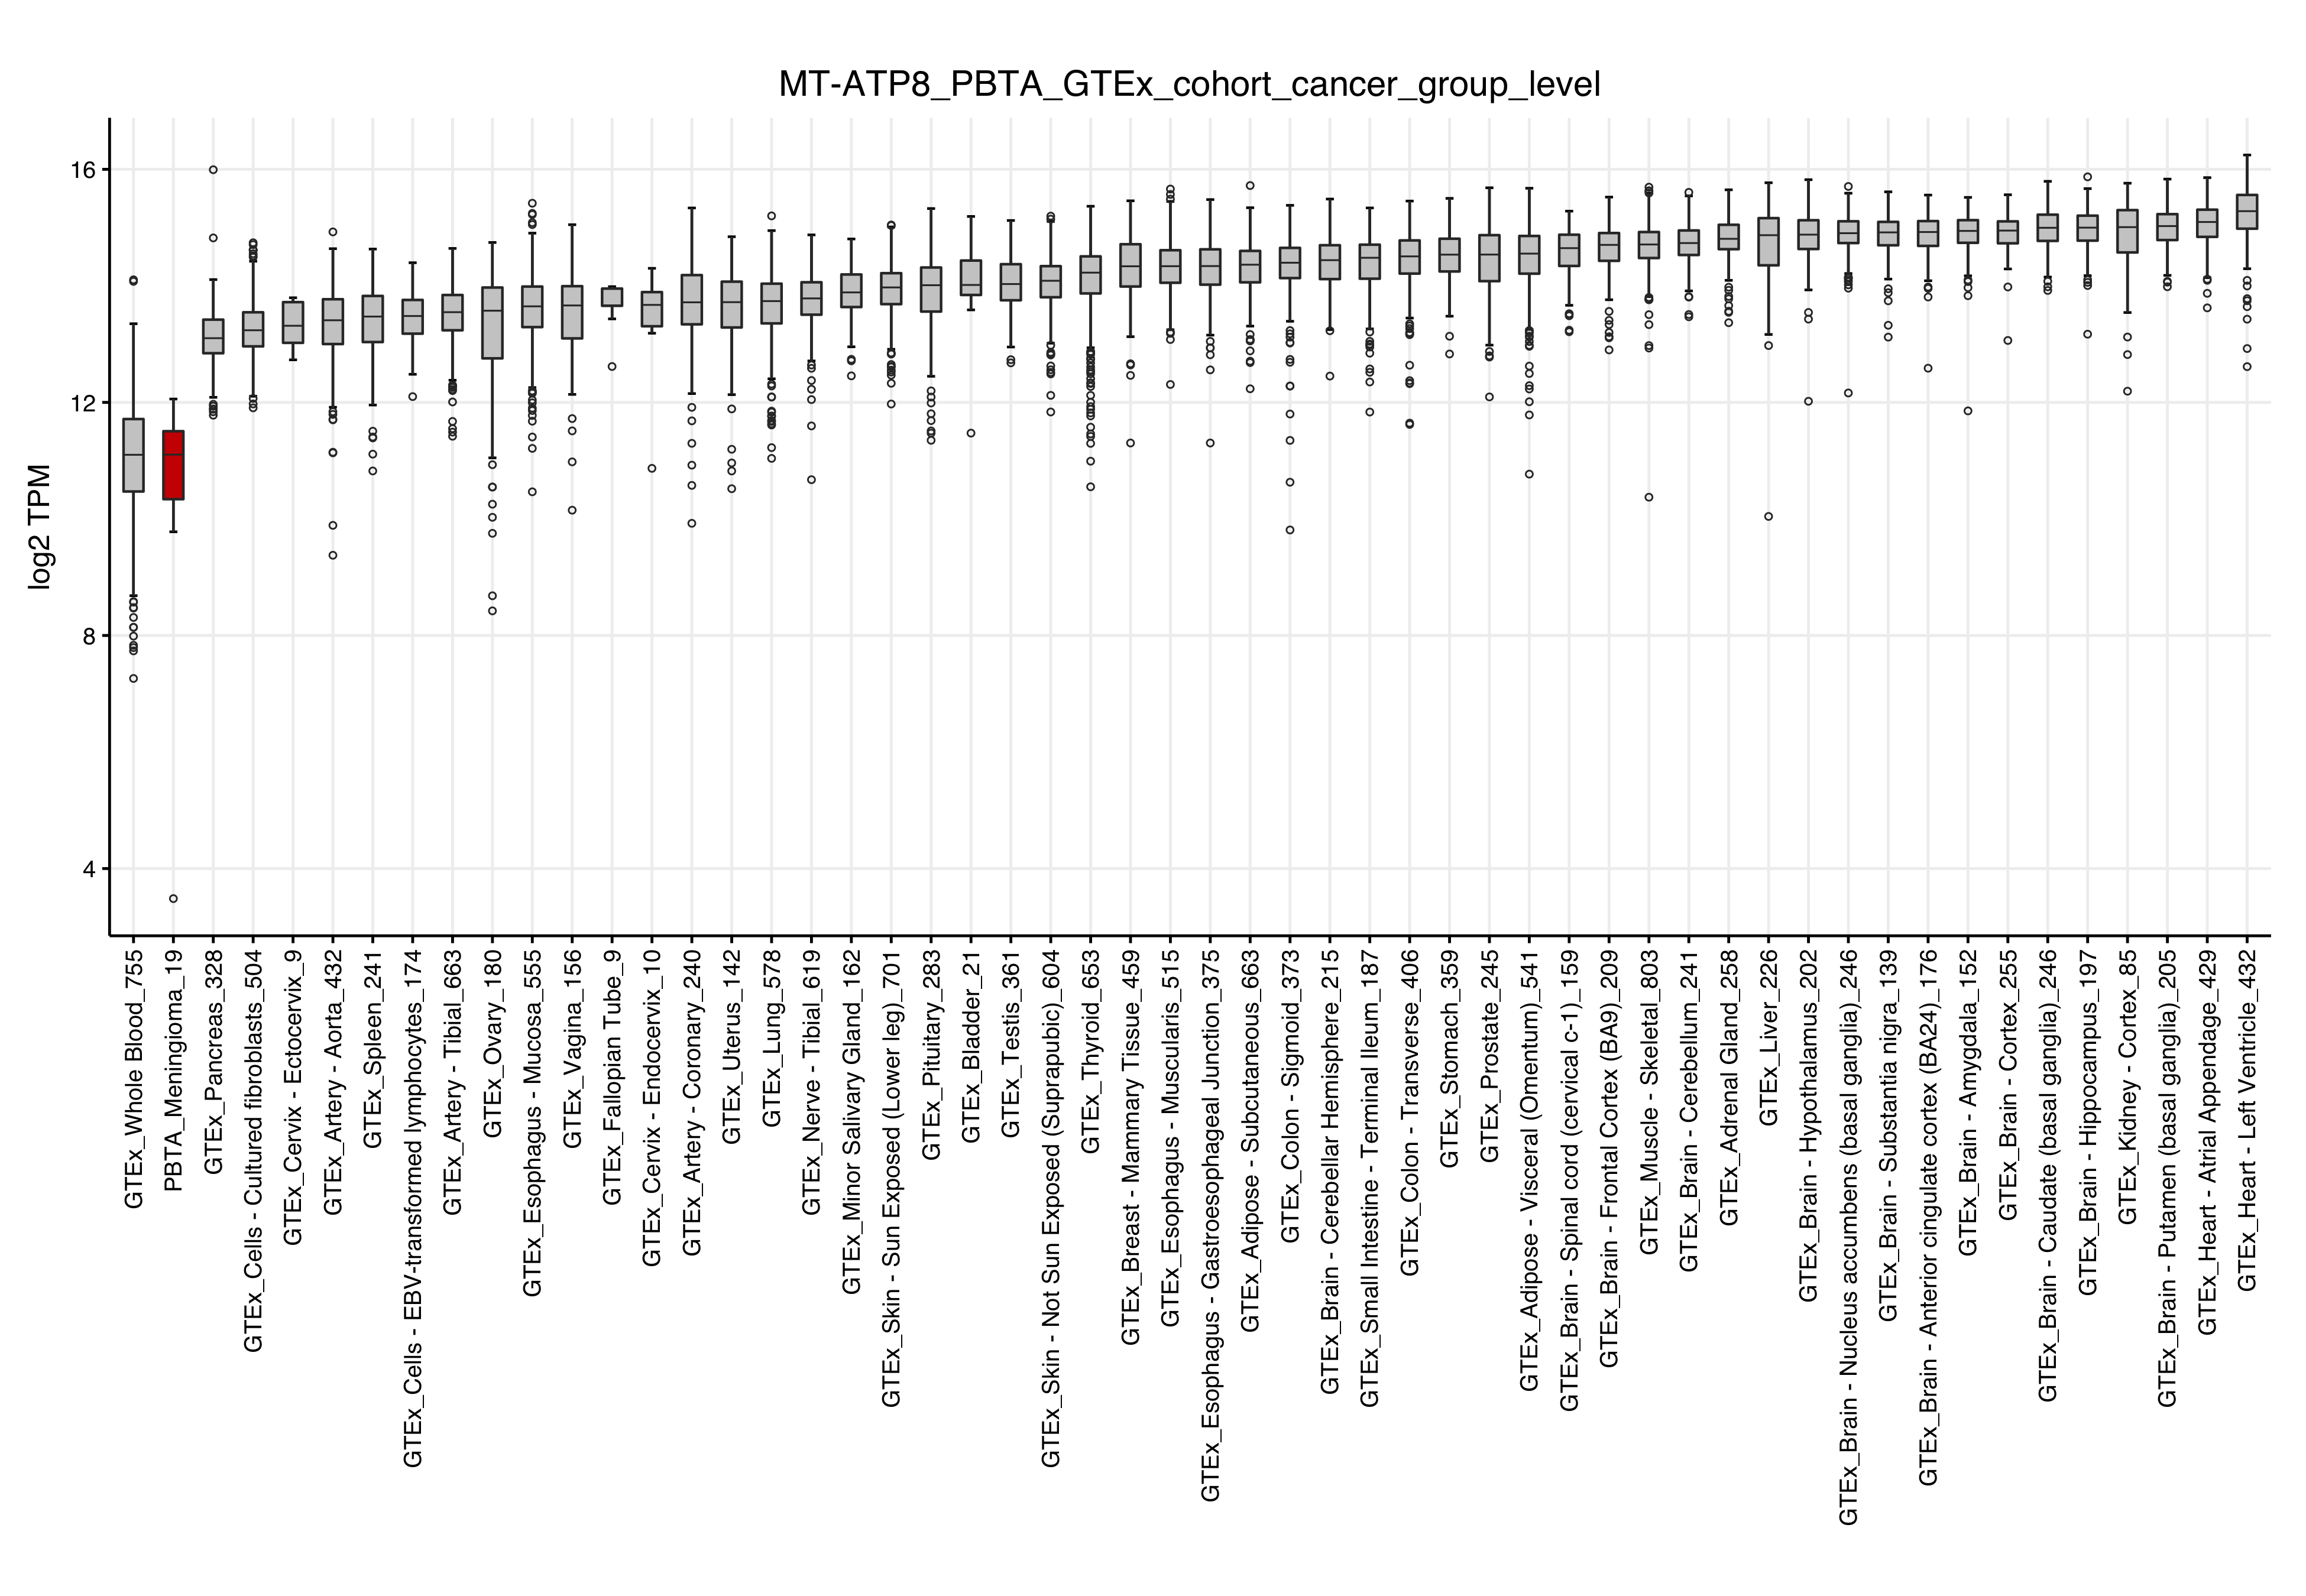 MT-ATP8_PBTA_GTEx_cohort_cancer_group_level
log2 TPM
16
12
8
4
GTEx_Whole Blood_755
PBTA_Meningioma_19
GTEx_Pancreas_328
GTEx_Cells - Cultured fibroblasts_504
GTEx_Cervix - Ectocervix_9
GTEx_Artery - Aorta_432
GTEx_Spleen_241
GTEx_Cells - EBV-transformed lymphocytes_174
GTEx_Artery - Tibial_663
GTEx_Ovary_180
GTEx_Esophagus - Mucosa_555
GTEx_Vagina_156
GTEx_Fallopian Tube_9
GTEx_Cervix - Endocervix_10
GTEx_Artery - Coronary_240
GTEx_Uterus_142
GTEx_Lung_578
GTEx_Nerve - Tibial_619
GTEx_Minor Salivary Gland_162
GTEx_Skin - Sun Exposed (Lower leg)_701
GTEx_Pituitary_283
GTEx_Bladder_21
GTEx_Testis_361
GTEx_Skin - Not Sun Exposed (Suprapubic)_604
GTEx_Thyroid_653
GTEx_Breast - Mammary Tissue_459
GTEx_Esophagus - Muscularis_515
GTEx_Esophagus - Gastroesophageal Junction_375
GTEx_Adipose - Subcutaneous_663
GTEx_Colon - Sigmoid_373
GTEx_Brain - Cerebellar Hemisphere_215
GTEx_Small Intestine - Terminal Ileum_187
GTEx_Colon - Transverse_406
GTEx_Stomach_359
GTEx_Prostate_245
GTEx_Adipose - Visceral (Omentum)_541
GTEx_Brain - Spinal cord (cervical c-1)_159
GTEx_Brain - Frontal Cortex (BA9)_209
GTEx_Muscle - Skeletal_803
GTEx_Brain - Cerebellum_241
GTEx_Adrenal Gland_258
GTEx_Liver_226
GTEx_Brain - Hypothalamus_202
GTEx_Brain - Nucleus accumbens (basal ganglia)_246
GTEx_Brain - Substantia nigra_139
GTEx_Brain - Anterior cingulate cortex (BA24)_176
GTEx_Brain - Amygdala_152
GTEx_Brain - Cortex_255
GTEx_Brain - Caudate (basal ganglia)_246
GTEx_Brain - Hippocampus_197
GTEx_Kidney - Cortex_85
GTEx_Brain - Putamen (basal ganglia)_205
GTEx_Heart - Atrial Appendage_429
GTEx_Heart - Left Ventricle_432